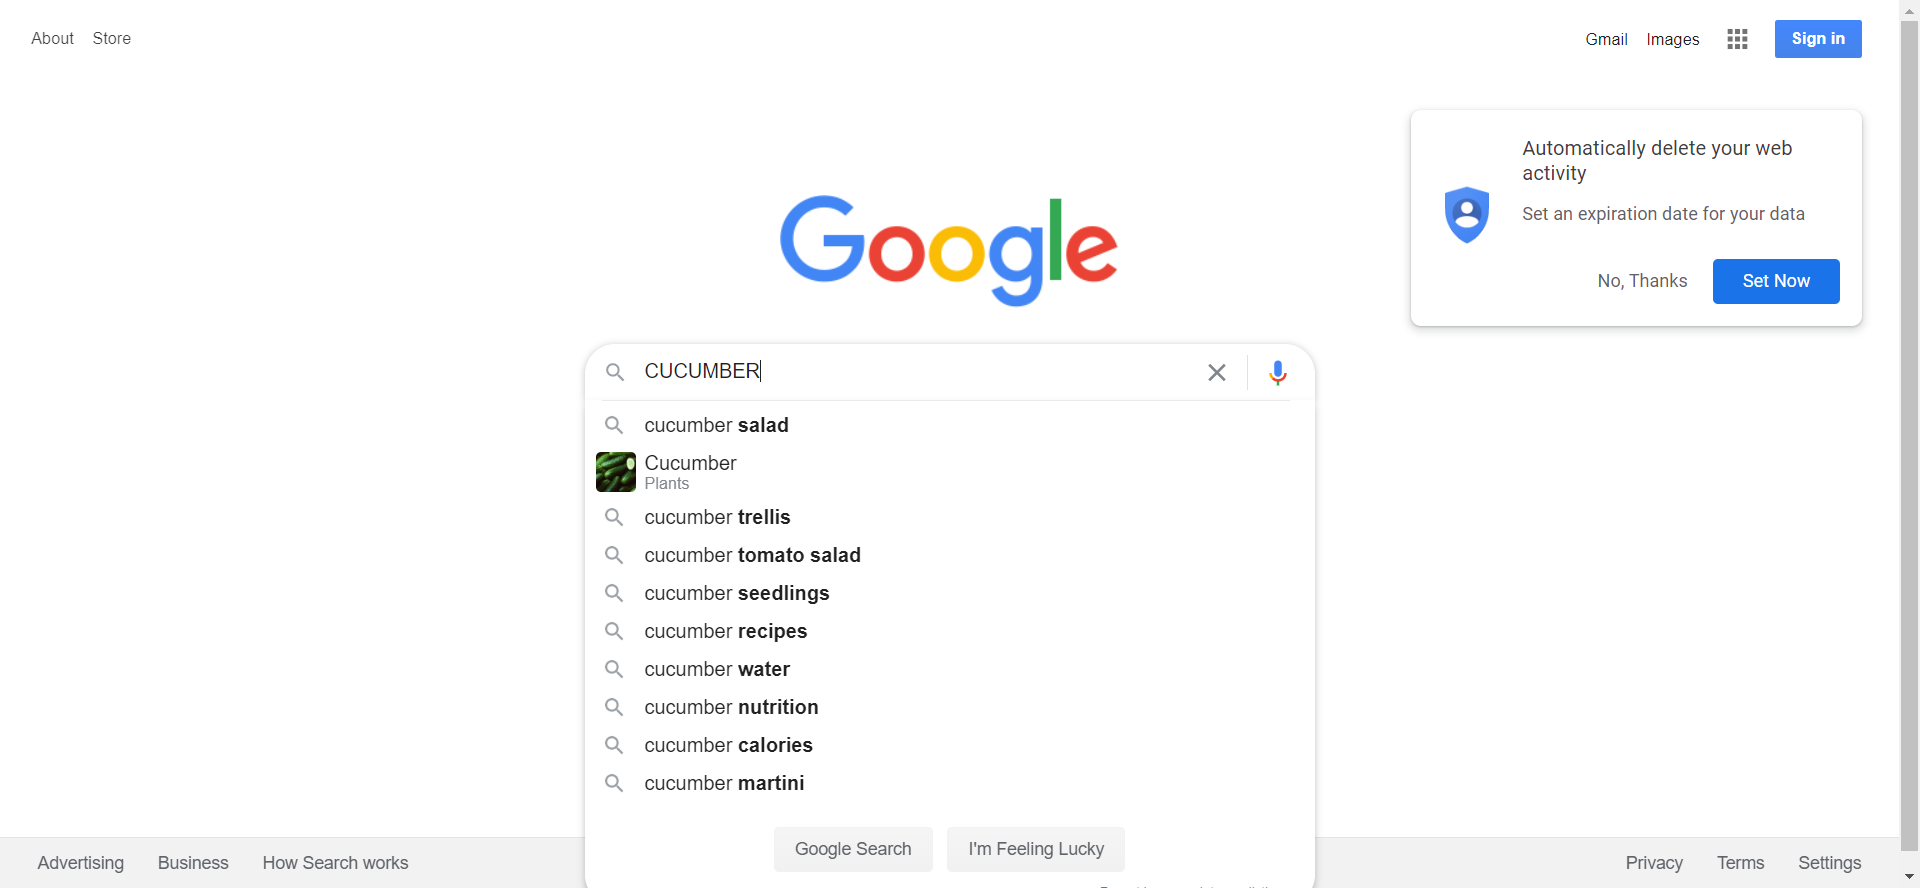 About Store
Gmail Images Sign in
Automatically delete your web
activity
Set an expiration date for your data
No, Thanks Set Now
Google
CUCUMBER
cucumber salad
Cucumber
Plants
cucumber trellis
cucumber tomato salad
cucumber seedlings
cucumber recipes
cucumber water
cucumber nutrition
cucumber calories
cucumber martini
Google Search I'm Feeling Lucky
Advertising Business How Search works
Privacy Terms Settings